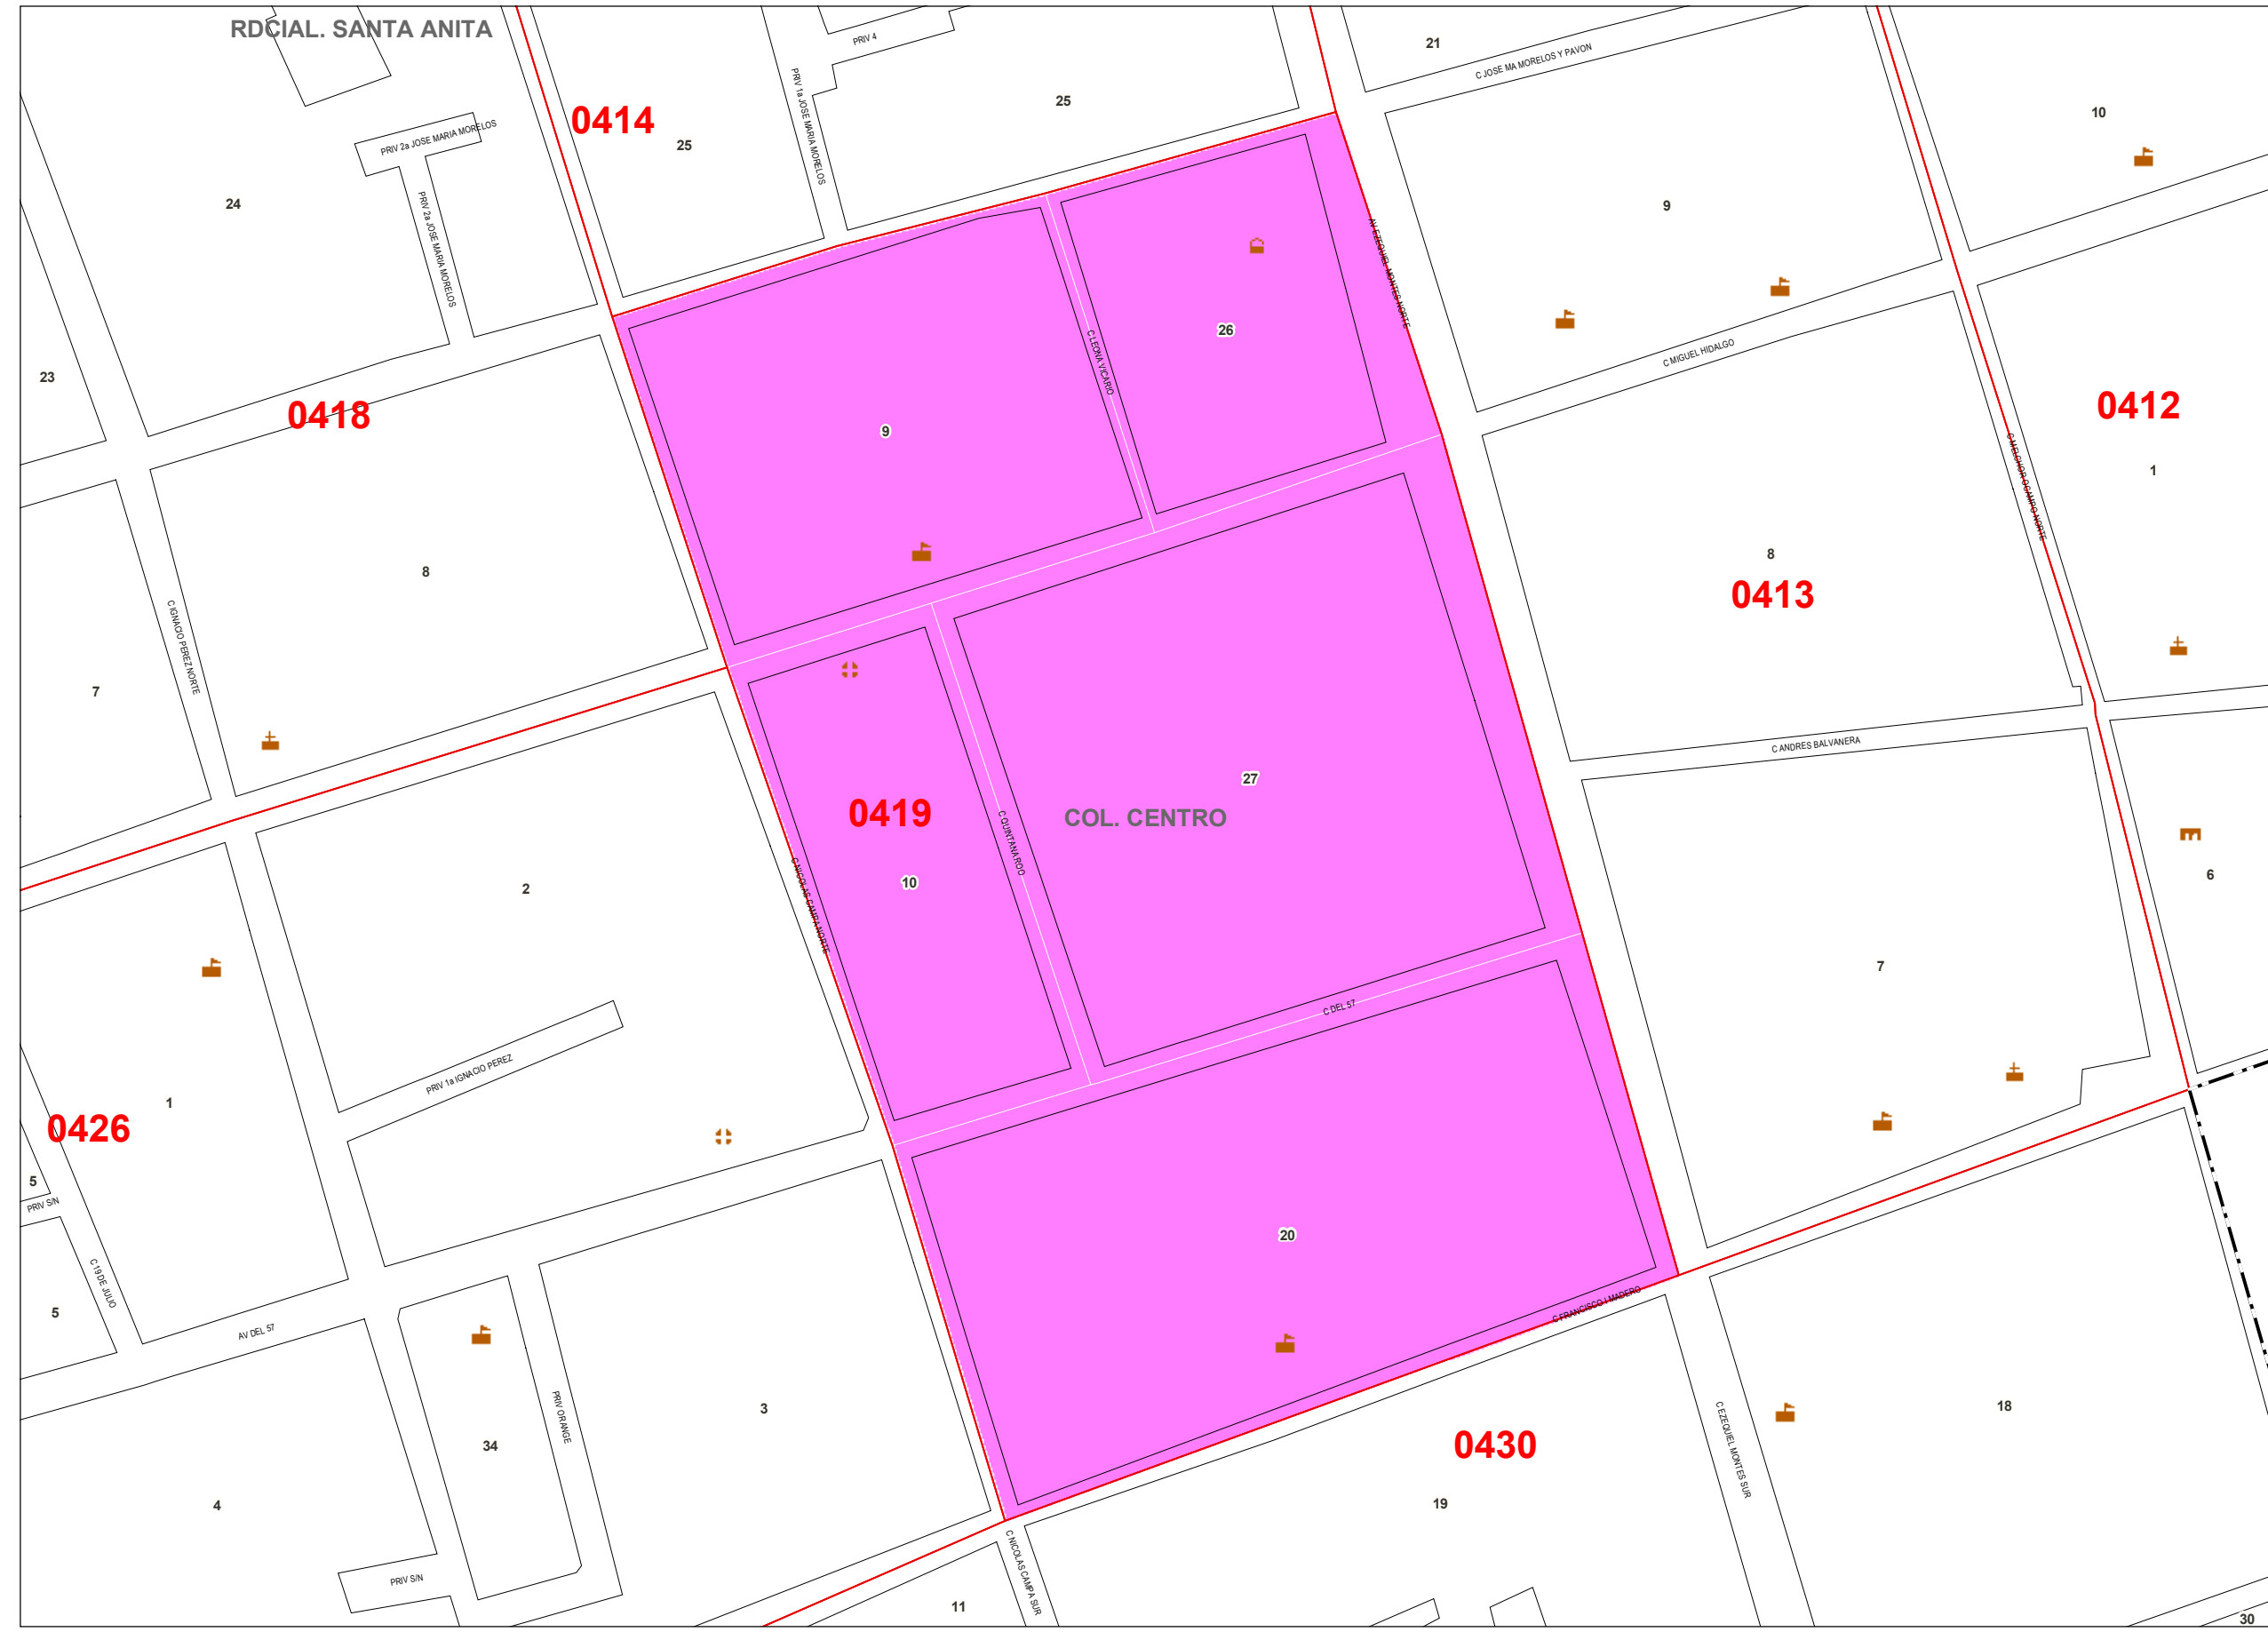 RDCIAL. SANTA ANITA
PRIV 4
21
C JOSE MA MORELOS Y PAVON
PRIV 1a JOSE MARIA MORELOS
25
10
0414
PRIV 2a JOSE MARIA MORELOS
25
24
PRIV 2a JOSE MARIA MORELOS
9
AV EZEQUIEL MONTES NORTE
26
C LEONA VICARIO
C MIGUEL HIDALGO
23
0418
0412
9
1
C MELCHOR OCAMPO NORTE
8
8
0413
C IGNACIO PEREZ NORTE
7
C ANDRES BALVANERA
27
0419
COL. CENTRO
C QUINTANA ROO
10
2
C NICOLAS CAMPA NORTE
6
7
C DEL 57
PRIV 1a IGNACIO PEREZ
1
0426
5
PRIV S/N
20
C 19 DE JULIO
5
AV DEL 57
C FRANCISCO I MADERO
PRIV ORANGE
3
34
0430
C EZEQUIEL MONTES SUR
18
4
19
PRIV S/N
C NICOLAS CAMPA SUR
11
30